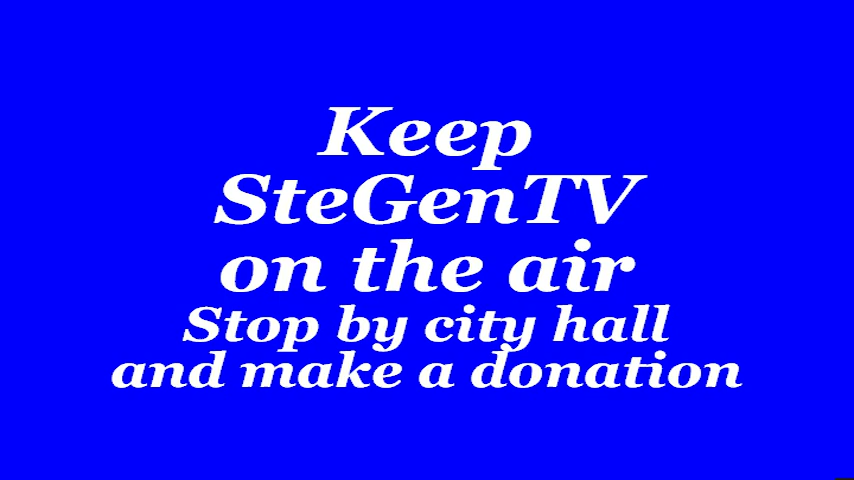 Keep
SteGenTV
on the air
Stop by city hall
and make a donation